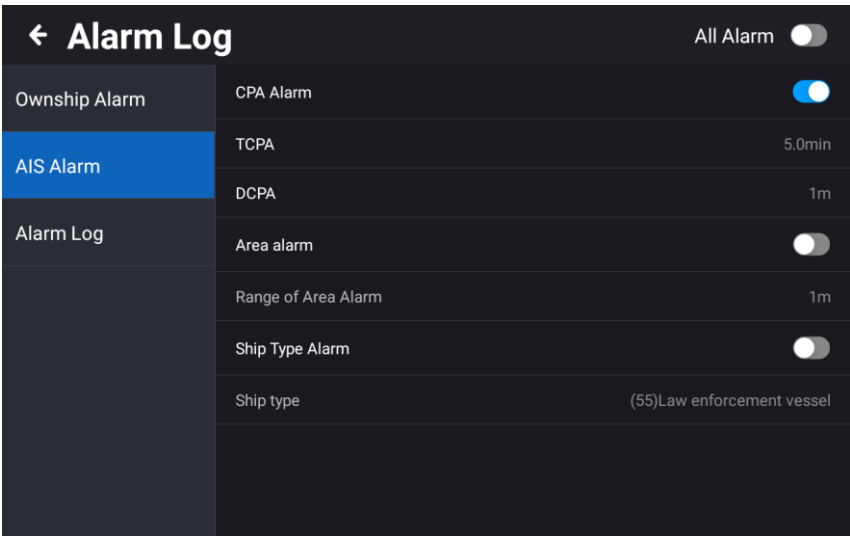 Alarm Log
All Alarm
Ownship Alarm
AIS Alarm
Alarm Log
CPA Alarm
TCPA 5.0min
DCPA 1m
Area alarm
Range of Area Alarm 1m
Ship Type Alarm
Ship type (55)Law enforcement vessel